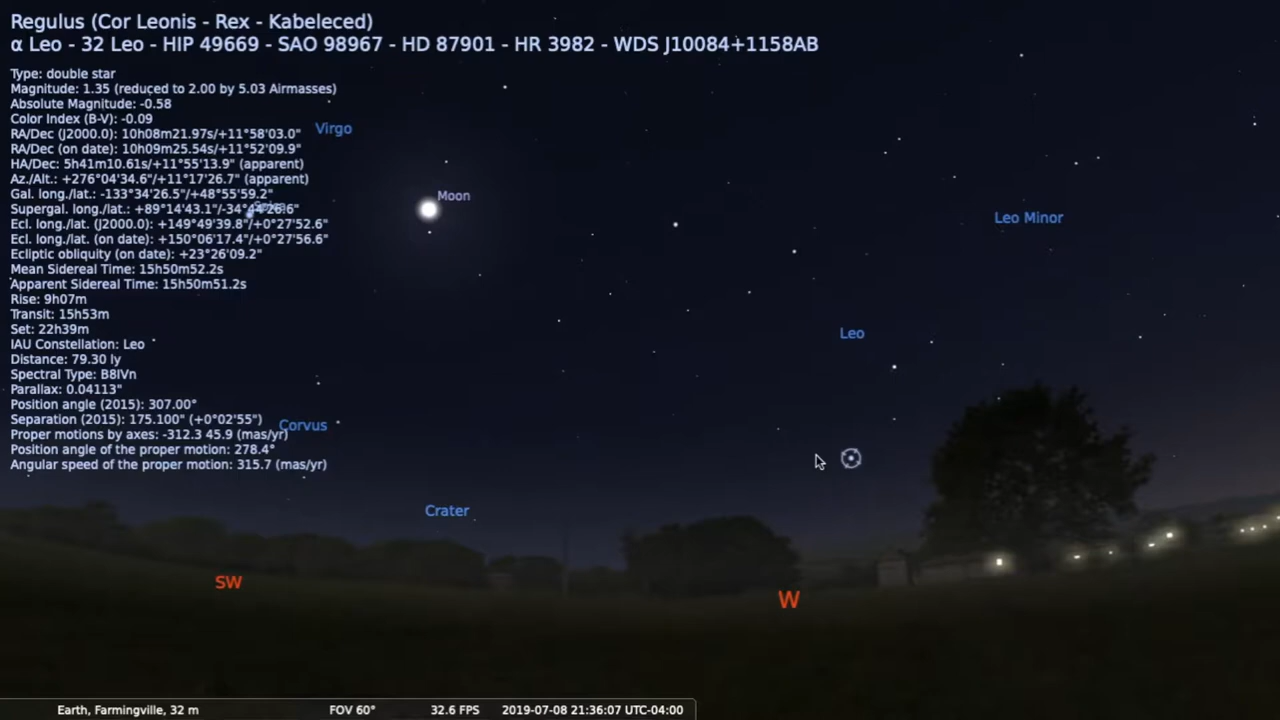 Regulus (Cor Leonis - Rex - Kabeleced)
α Leo - 32 Leo - HIP 49669 - SAO 98967 - HD 87901 - HR 3982 - WDS J10084+1158AB
Type: double star
Magnitude: 1.35 (reduced to 2.00 by 5.03 Airmasses)
Absolute Magnitude: -0.58
Color Index (B-V): -0.09
Virgo
RA/Dec (J2000.0): 10h08m21.97s/+11°58'03.0"
RA/Dec (on date): 10h09m25.54s/+11°52'09.9"
HA/Dec: 5h41m10.61s/+11°55'13.9" (apparent)
Az./Alt.: +276°04'34.6"/+11°17'26.7" (apparent)
Gal. long./lat.: -133°34'26.5"/+48°55'59.2"
Moon
Supergal. long./lat.: +89°14'43.1"/-34°44'26.6"
Leo Minor
Ecl. long./lat. (J2000.0): +149°49'39.8"/+0°27'52.6"
Ecl. long./lat. (on date): +150°06'17.4"/+0°27'56.6"
Ecliptic obliquity (on date): +23°26'09.2"
Mean Sidereal Time: 15h50m52.2s
Apparent Sidereal Time: 15h50m51.2s
Rise: 9h07m
Transit: 15h53m
Set: 22h39m
Leo
IAU Constellation: Leo
Distance: 79.30 ly
Spectral Type: B8IVn
Parallax: 0.04113"
Position angle (2015): 307.00°
Separation (2015): 175.100" (+0°02'55")
Corvus
Proper motions by axes: -312.3 45.9 (mas/yr)
Position angle of the proper motion: 278.4°
Angular speed of the proper motion: 315.7 (mas/yr)
Crater
SW
W
Earth, Farmingville, 32 m FOV 60° 32.6 FPS 2019-07-08 21:36:07 UTC-04:00